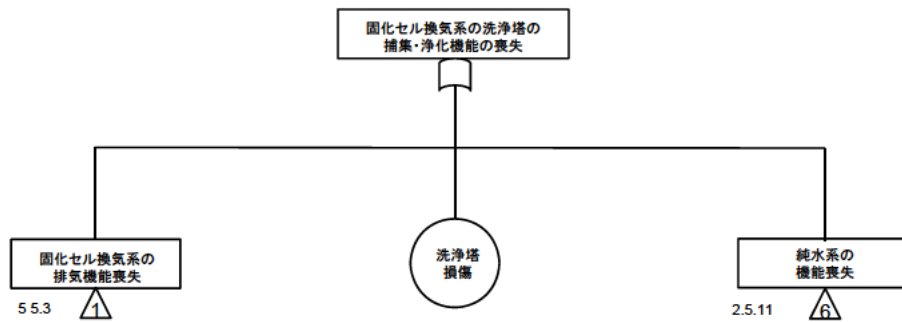 固化セル換気系の洗浄塔の
捕集・浄化機能の喪失
固化セル換気系の
排気機能喪失
洗浄塔
損傷
純水系の
機能喪失
5 5.3
1
2.5.11
6